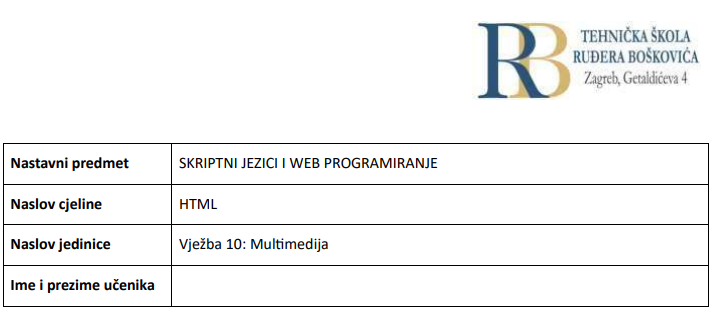 RB
TEHNIČKA ŠKOLA
RUĐERA BOŠKOVIĆA
Zagreb, Getaldićeva 4
Nastavni predmet SKRIPTNI JEZICI I WEB PROGRAMIRANJE
Naslov cjeline HTML
Naslov jedinice Vježba 10: Multimedija
Ime i prezime učenika